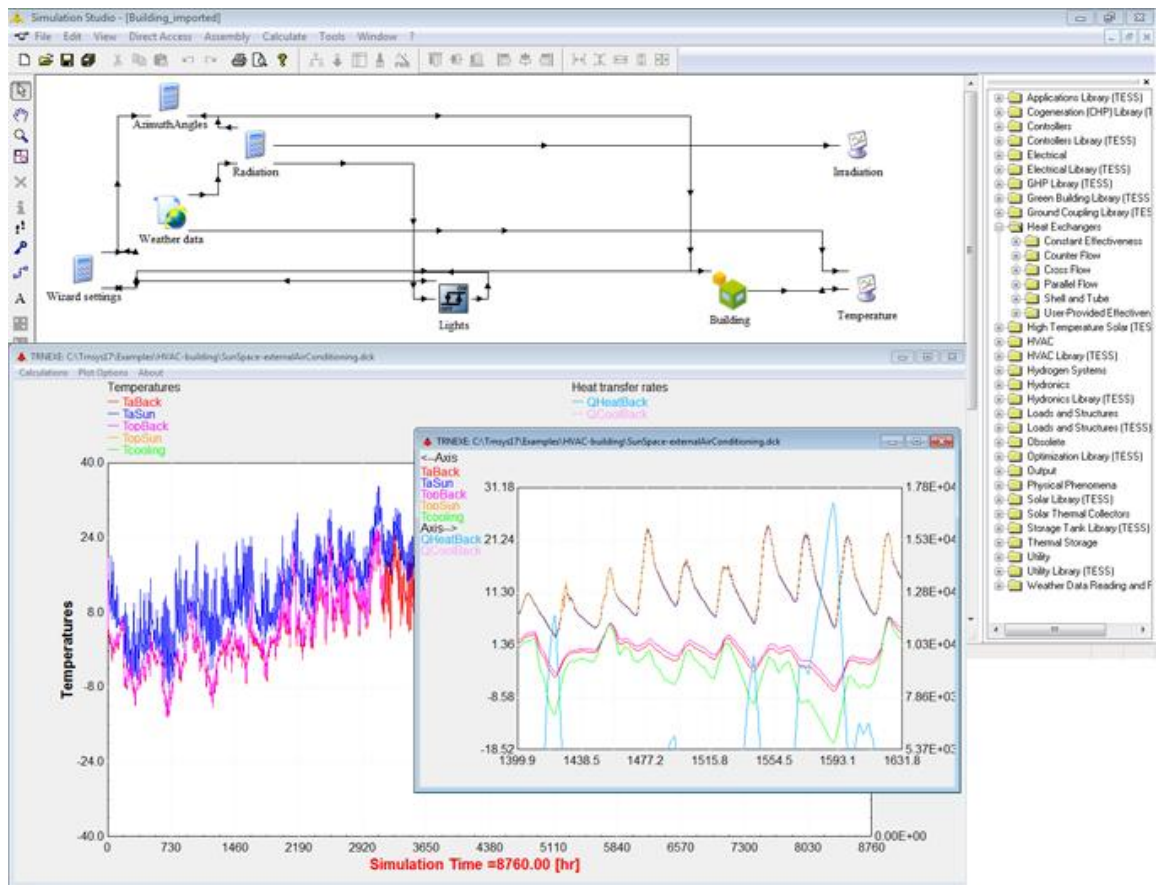 Simulation Studio - [Building_imported]
File Edit View Direct Access Assembly Calculate Tools Window ?
AzimuthAngles
Radiation
Irradiation
Weather data
Wizard settings
Lights
Building
Temperature
Applications Library (TESS)
Cogeneration (CHP) Library (T
Controllers
Controllers Library (TESS)
Electrical
Electrical Library (TESS)
GHP Library (TESS)
Green Building Library (TESS
Ground Coupling Library (TES
Heat Exchangers
Constant Effectiveness
Counter Flow
Cross Flow
Parallel Flow
Shell and Tube
User-Provided Effectiven
High Temperature Solar (TES
HVAC
HVAC Library (TESS)
Hydrogen Systems
Hydronics
Hydronics Library (TESS)
Loads and Structures
Loads and Structures (TESS)
Obsolete
Optimization Library (TESS)
Output
Physical Phenomena
Solar Library (TESS)
Solar Thermal Collectors
Storage Tank Library (TESS)
Thermal Storage
Utility
Utility Library (TESS)
Weather Data Reading and F
TRNEXE: C:\Trnsys17\Examples\HVAC-building\SunSpace-externalAirConditioning.dck
Calculations Plot Options About
Temperatures
TaBack
TaSun
TopBack
TopSun
Tcooling
Heat transfer rates
QHeatBack
QCoolBack
40.0
24.0
8.0
-8.0
-24.0
-40.0
Temperatures
0 730 1460 2190 2920 3650 4380 5110 5840 6570 7300 8030 8760
0.00E+00
Simulation Time =8760.00 [hr]
TRNEXE: C:\Trnsys17\Examples\HVAC-building\SunSpace-externalAirConditioning.dck
<--Axis
TaBack
TaSun
TopBack
TopSun
Tcooling
Axis-->
QHeatBack
QCoolBack
31.18
21.24
11.30
1.36
-8.58
-18.52
1.78E+04
1.53E+04
1.28E+04
1.03E+04
7.86E+03
5.37E+03
1399.9 1438.5 1477.2 1515.8 1554.5 1593.1 1631.8